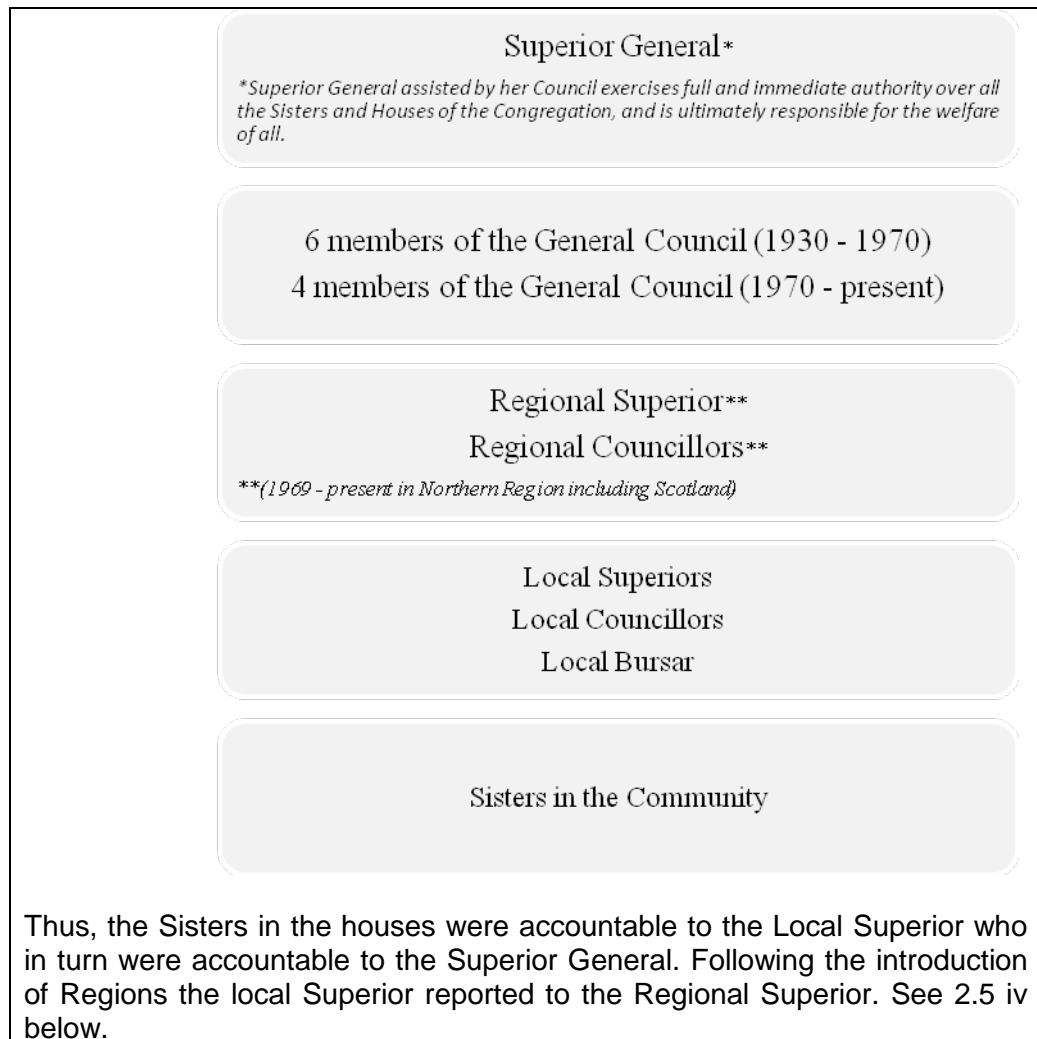 Superior General*
*Superior General assisted by her Council exercises full and immediate authority over all
the Sisters and Houses of the Congregation, and is ultimately responsible for the welfare
of all.
6 members of the General Council (1930 - 1970)
4 members of the General Council (1970 - present)
Regional Superior**
Regional Councillors**
**(1969 - present in Northern Region including Scotland)
Local Superiors
Local Councillors
Local Bursar
Sisters in the Community
Thus, the Sisters in the houses were accountable to the Local Superior who
in turn were accountable to the Superior General. Following the introduction
of Regions the local Superior reported to the Regional Superior. See 2.5 iv
below.